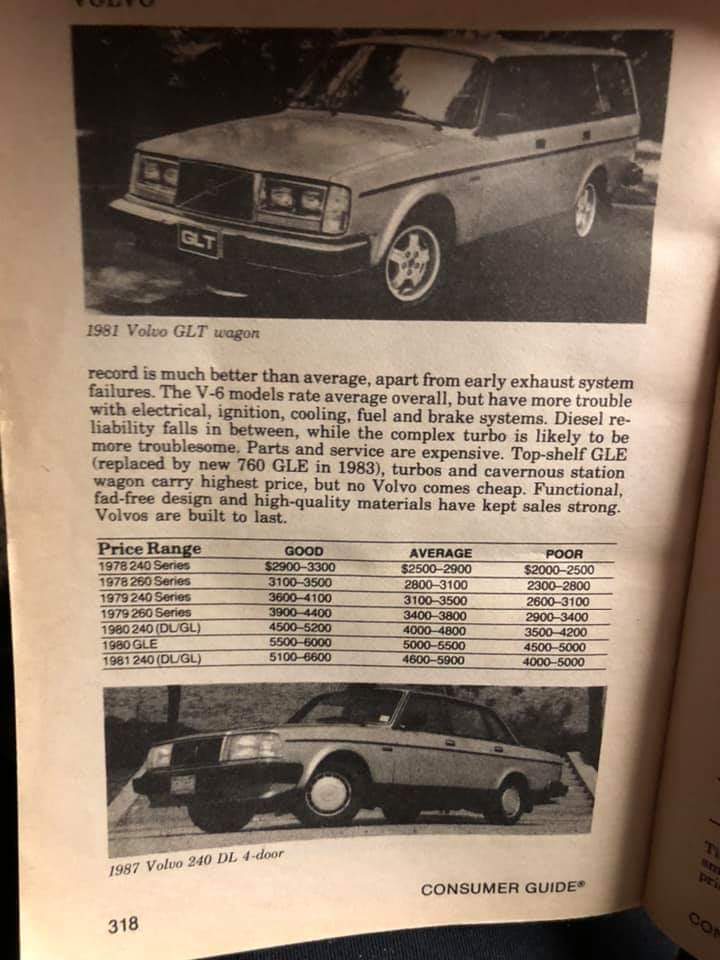 VOLVO
GLT
1981 Volvo GLT wagon
record is much better than average, apart from early exhaust system
failures. The V-6 models rate average overall, but have more trouble
with electrical, ignition, cooling, fuel and brake systems. Diesel re-
liability falls in between, while the complex turbo is likely to be
more troublesome. Parts and service are expensive. Top-shelf GLE
(replaced by new 760 GLE in 1983), turbos and cavernous station
wagon carry highest price, but no Volvo comes cheap. Functional,
fad-free design and high-quality materials have kept sales strong.
Volvos are built to last.
Price Range GOOD AVERAGE POOR
1978 240 Series $2900–3300 $2500–2900 $2000–2500
1978 260 Series 3100–3500 2800–3100 2300–2800
1979 240 Series 3600–4100 3100–3500 2600–3100
1979 260 Series 3900–4400 3400–3800 2900–3400
1980 240 (DL/GL) 4500–5200 4000–4800 3500–4200
1980 GLE 5500–6000 5000–5500 4500–5000
1981 240 (DL/GL) 5100–6600 4600–5900 4000–5000
1987 Volvo 240 DL 4-door
CONSUMER GUIDE®
318